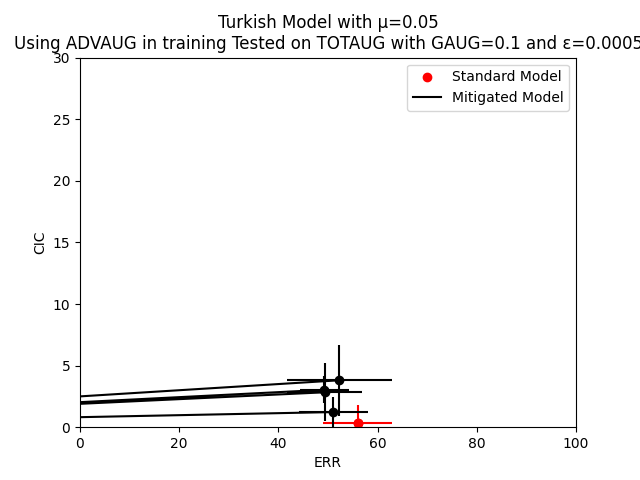 Turkish Model with μ=0.05
Using ADVAUG in training Tested on TOTAUG with GAUG=0.1 and ε=0.0005
Standard Model
Mitigated Model
30
25
20
15
10
5
0
CIC
0 20 40 60 80 100
ERR